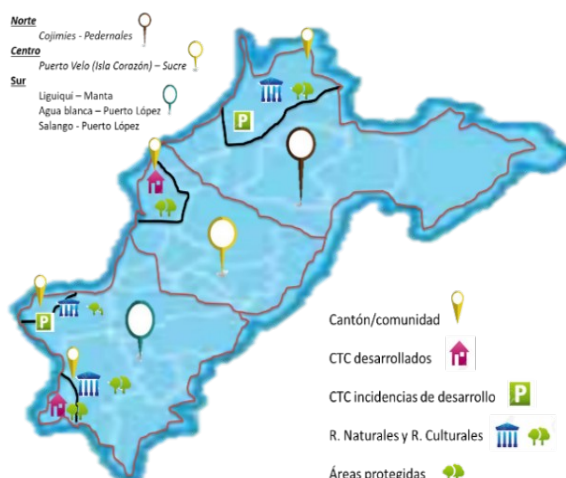 Norte
Cojimies - Pedernales
Centro
Puerto Velo (Isla Corazón) – Sucre
Sur
Liguiqui – Manta
Agua blanca – Puerto López
Salango - Puerto López
P
P
Cantón/comunidad
CTC desarrollados
CTC incidencias de desarrollo
P
R. Naturales y R. Culturales
Áreas protegidas